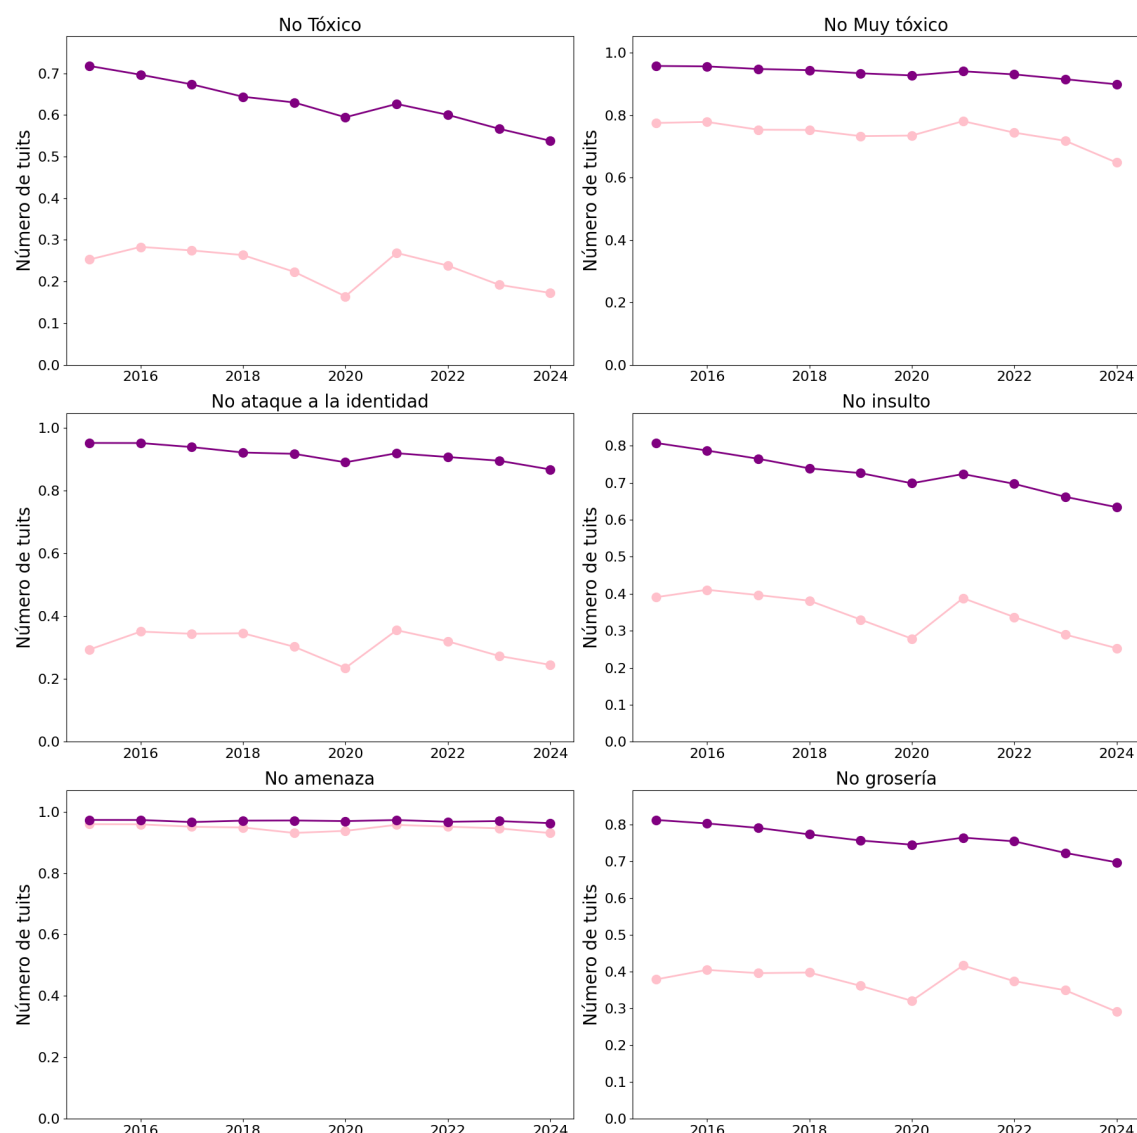 No Tóxico
Número de tuits
0.7
0.6
0.5
0.4
0.3
0.2
0.1
0.0
2016 2018 2020 2022 2024
No Muy tóxico
Número de tuits
1.0
0.8
0.6
0.4
0.2
0.0
2016 2018 2020 2022 2024
No ataque a la identidad
Número de tuits
1.0
0.8
0.6
0.4
0.2
0.0
2016 2018 2020 2022 2024
No insulto
Número de tuits
0.8
0.7
0.6
0.5
0.4
0.3
0.2
0.1
0.0
2016 2018 2020 2022 2024
No amenaza
Número de tuits
1.0
0.8
0.6
0.4
0.2
0.0
2016 2018 2020 2022 2024
No grosería
Número de tuits
0.8
0.7
0.6
0.5
0.4
0.3
0.2
0.1
0.0
2016 2018 2020 2022 2024